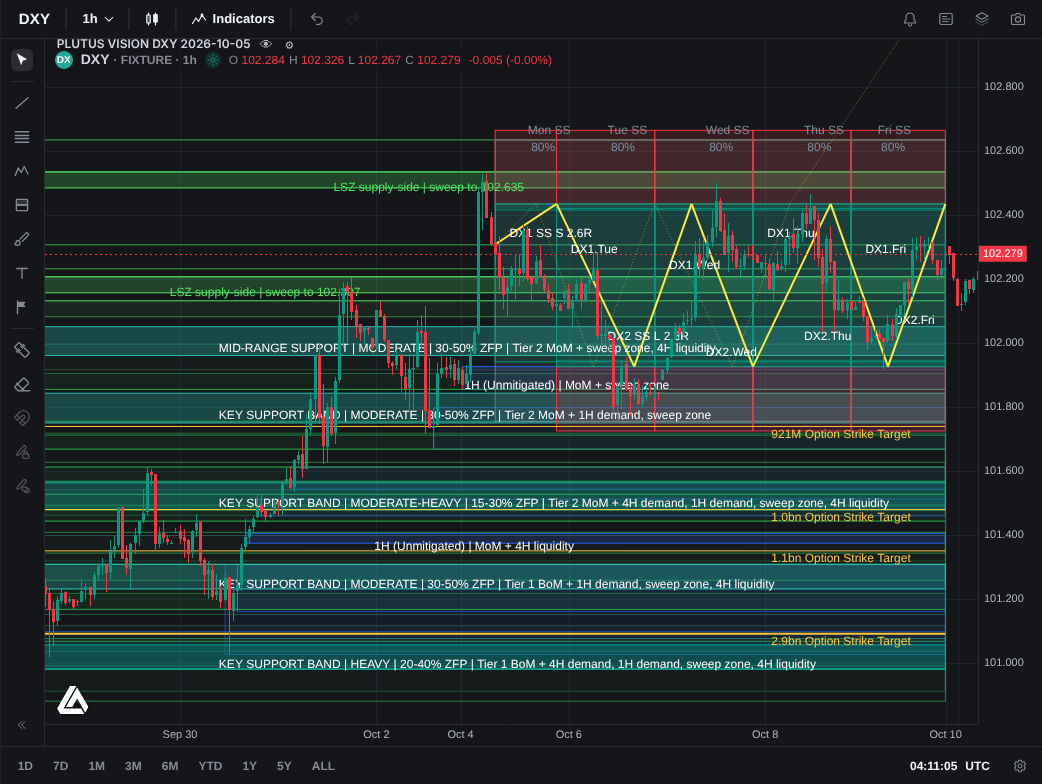 DXY
1h
Indicators
PLUTUS VISION DXY 2026-10-05
DX DXY · FIXTURE · 1h O 102.284 H 102.326 L 102.267 C 102.279 -0.005 (-0.00%)
102.800
Mon SS Tue SS Wed SS Thu SS Fri SS
80% 80% 80% 80% 80%
102.600
LSZ supply-side | sweep to 102.635
102.400
DX1 SS S 2.6R
DX1.Thu
DX1.Tue
DX1.Fri
102.279
DX1.Wed
102.200
LSZ supply-side | sweep to
DX2.Fri
DX2 SS L 2.3R
DX2.Thu
102.000
MID-RANGE SUPPORT | MODERATE | 30-50% ZFP | Tier 2 MoM + sweep zone, 4H liquidity
DX2.Wed
1H (Unmitigated) | MoM + sweep zone
101.800
KEY SUPPORT BAND | MODERATE | 30-50% ZFP | Tier 2 MoM + 1H demand, sweep zone
921M Option Strike Target
101.600
KEY SUPPORT BAND | MODERATE-HEAVY | 15-30% ZFP | Tier 2 MoM + 4H demand, 1H demand, sweep zone, 4H liquidity
1.0bn Option Strike Target
101.400
1H (Unmitigated) | MoM + 4H liquidity
1.1bn Option Strike Target
KEY SUPPORT BAND | MODERATE | 30-50% ZFP | Tier 1 BoM + 1H demand, sweep zone, 4H liquidity
101.200
2.9bn Option Strike Target
KEY SUPPORT BAND | HEAVY | 20-40% ZFP | Tier 1 BoM + 4H demand, 1H demand, sweep zone, 4H liquidity
101.000
Sep 30 Oct 2 Oct 4 Oct 6 Oct 8 Oct 10
1D 7D 1M 3M 6M YTD 1Y 5Y ALL
04:11:05 UTC